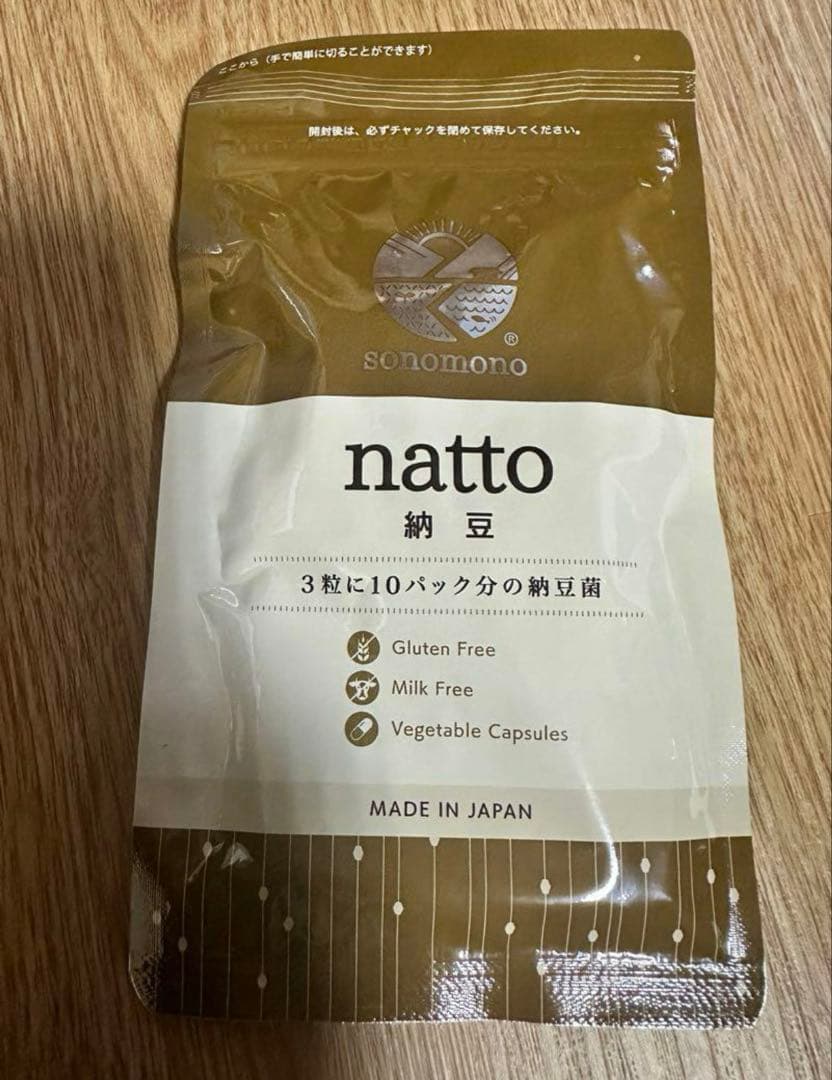 ここから（手で簡単に切ることができます）
開封後は、必ずチャックを閉めて保存してください。
®
sonomono
natto
納豆
3粒に10パック分の納豆菌
Gluten Free
Milk Free
Vegetable Capsules
MADE IN JAPAN